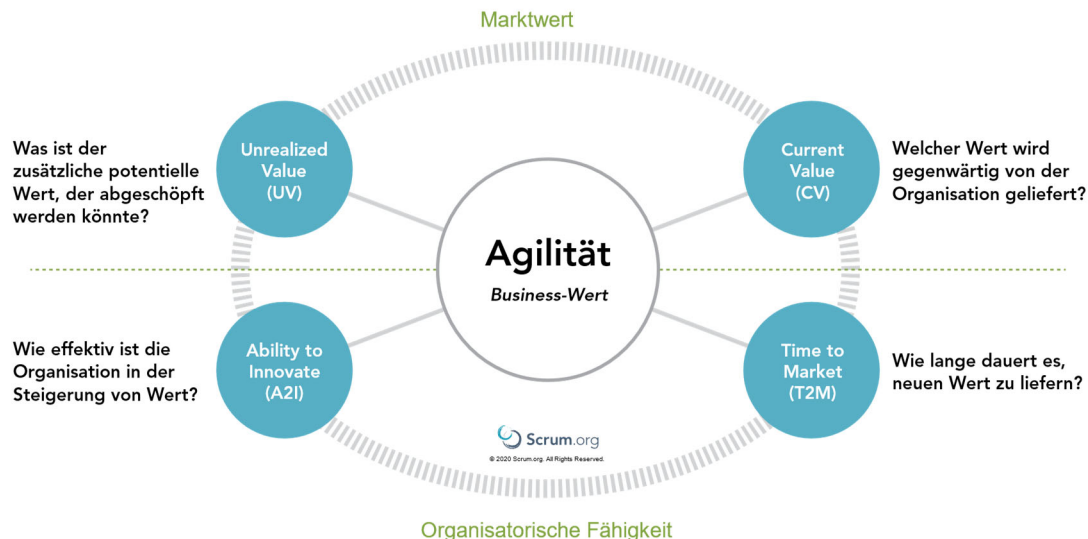 Marktwert
Was ist der
zusätzliche potentielle
Wert, der abgeschöpft
werden könnte?
Unrealized
Value
(UV)
Current
Value
(CV)
Welcher Wert wird
gegenwärtig von der
Organisation geliefert?
Agilität
Business-Wert
Wie effektiv ist die
Organisation in der
Steigerung von Wert?
Ability to
Innovate
(A2I)
Time to
Market
(T2M)
Wie lange dauert es,
neuen Wert zu liefern?
Scrum.org
© 2020 Scrum.org. All Rights Reserved.
Organisatorische Fähigkeit